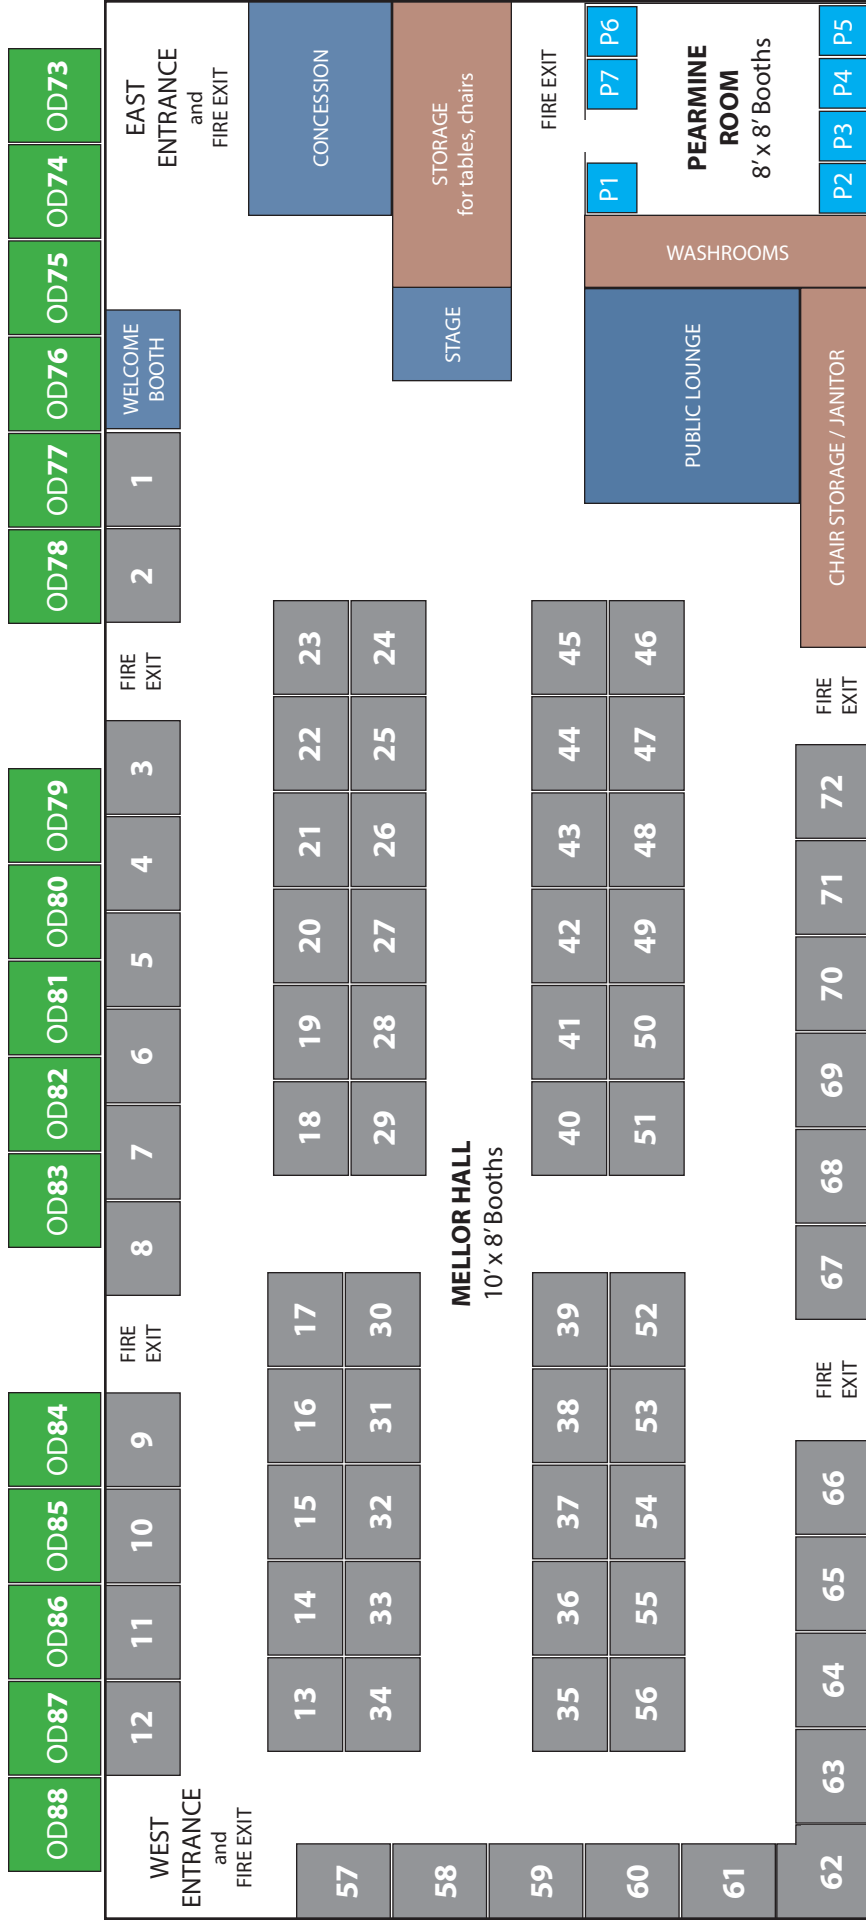 OD88
OD87
OD86
OD85
OD84
OD83
OD82
OD81
OD80
OD79
OD78
OD77
OD76
OD75
OD74
OD73
WEST
ENTRANCE
and
FIRE EXIT
12
11
10
9
FIRE
EXIT
8
7
6
5
4
3
FIRE
EXIT
2
1
WELCOME
BOOTH
EAST
ENTRANCE
and
FIRE EXIT
CONCESSION
13
14
15
16
17
18
19
20
21
22
23
34
33
32
31
30
29
28
27
26
25
24
STAGE
STORAGE
for tables, chairs
MELLOR HALL
10' x 8' Booths
FIRE EXIT
35
36
37
38
39
40
41
42
43
44
45
56
55
54
53
52
51
50
49
48
47
46
PUBLIC LOUNGE
WASHROOMS
P1
P7
P6
PEARMINE
ROOM
8' x 8' Booths
P2
P3
P4
P5
57
58
59
60
61
62
63
64
65
66
FIRE
EXIT
67
68
69
70
71
72
FIRE
EXIT
CHAIR STORAGE / JANITOR